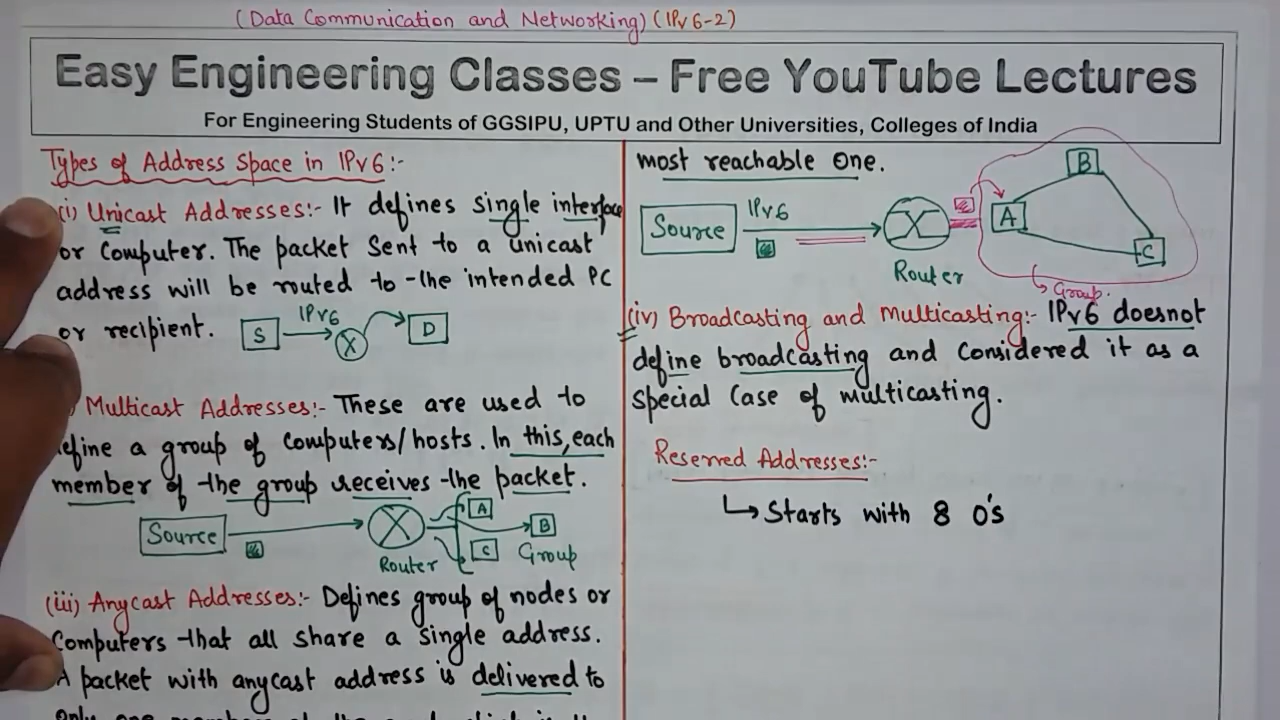 (Data Communication and Networking) (IPv6-2)
Easy Engineering Classes – Free YouTube Lectures
For Engineering Students of GGSIPU, UPTU and Other Universities, Colleges of India
Types of Address Space in IPv6:-
(i) Unicast Addresses:- It defines single interface
or Computer. The packet sent to a unicast
address will be routed to the intended PC
or recipient.
S IPv6 X D
Multicast Addresses:- These are used to
efine a group of computers/hosts. In this, each
member of the group receives the packet.
Source Router A B C Group
(iii) Anycast Addresses:- Defines group of nodes or
Computers that all share a single address.
A packet with anycast address is delivered to
only one
most reachable one.
Source IPv6 Router A B C
Group.
(iv) Broadcasting and Multicasting:- IPv6 doesnot
define broadcasting and considered it as a
special case of multicasting.
Reserved Addresses:-
Starts with 8 0's